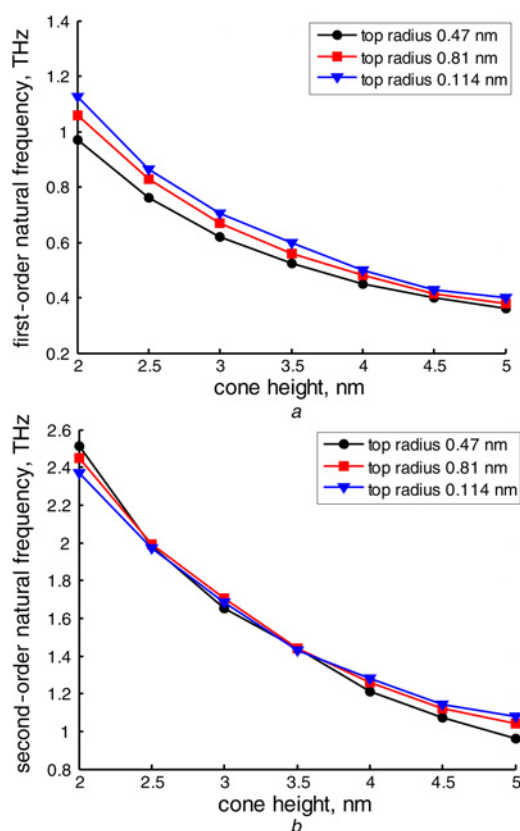 first-order natural frequency, THz
1.4
1.2
1
0.8
0.6
0.4
0.2
top radius 0.47 nm
top radius 0.81 nm
top radius 0.114 nm
2 2.5 3 3.5 4 4.5 5
cone height, nm
a
second-order natural frequency, THz
2.6
2.4
2.2
2
1.8
1.6
1.4
1.2
1
0.8
top radius 0.47 nm
top radius 0.81 nm
top radius 0.114 nm
2 2.5 3 3.5 4 4.5 5
cone height, nm
b